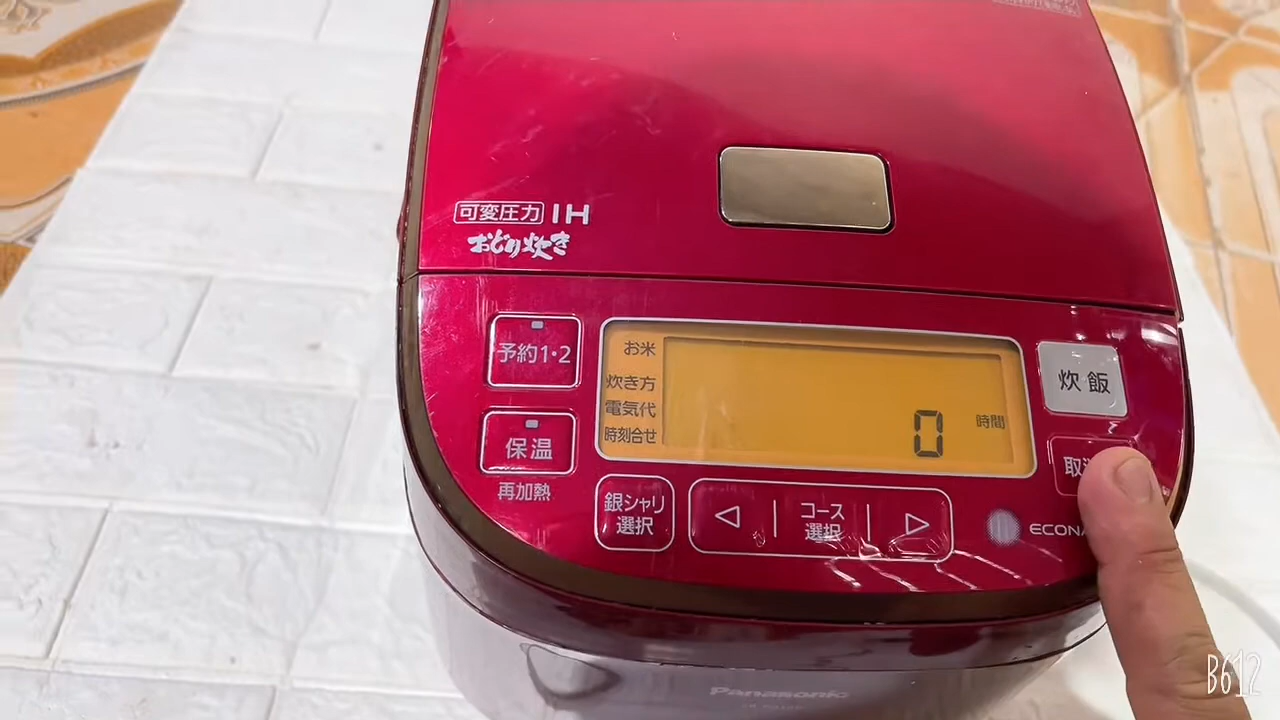 可変圧力 IH
おどり炊き
予約1・2
保温
再加熱
お米
炊き方
電気代
時刻合せ
0
時間
炊飯
銀シャリ
選択
◁
コース
選択
▷
ECONA
Panasonic
B612